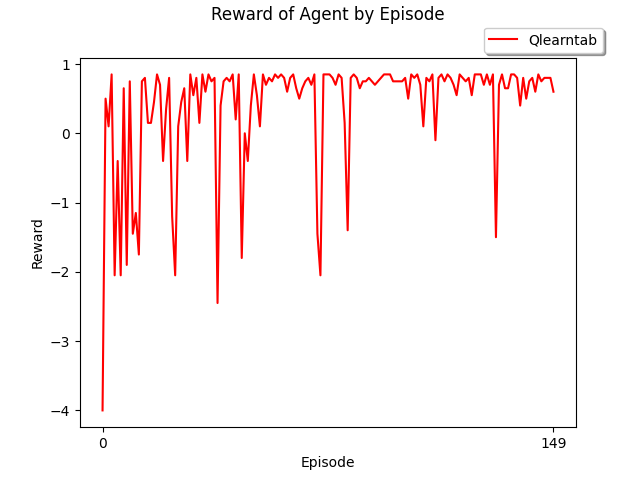 Reward of Agent by Episode
Qlearntab
1
0
−1
−2
−3
−4
Reward
0
149
Episode